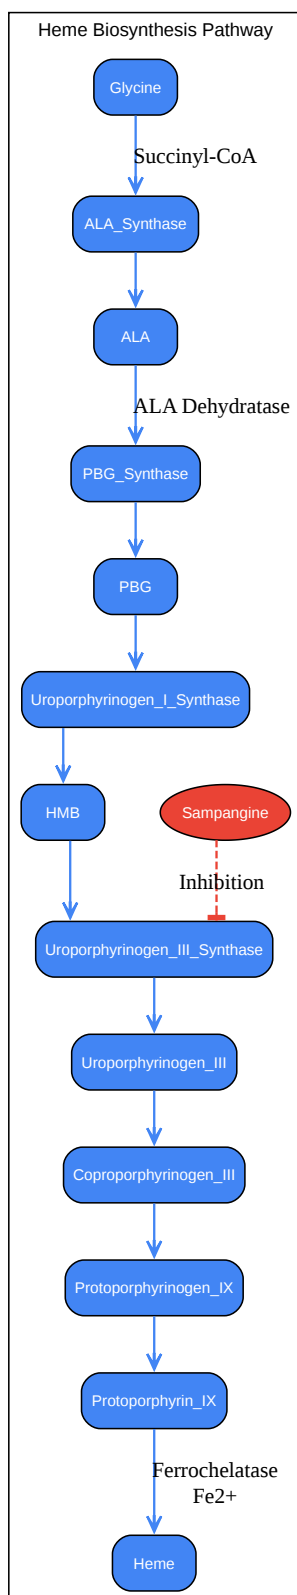 Heme Biosynthesis Pathway
Glycine
Succinyl-CoA
ALA_Synthase
ALA
ALA Dehydratase
PBG_Synthase
PBG
Uroporphyrinogen_I_Synthase
HMB
Sampangine
Inhibition
Uroporphyrinogen_III_Synthase
Uroporphyrinogen_III
Coproporphyrinogen_III
Protoporphyrinogen_IX
Protoporphyrin_IX
Ferrochelatase
Fe2+
Heme